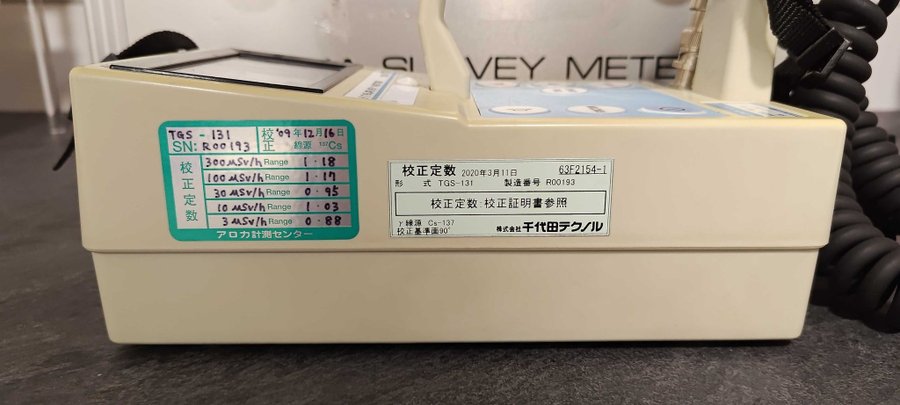 SURVEY METE
TGS - 131
SN: R00193
校正 '09年12月16日
線源 ¹³⁷Cs
校正定数
300μSv/h Range 1.18
100μSv/h Range 1.17
30μSv/h Range 0.95
10μSv/h Range 1.03
3μSv/h Range 0.88
アロカ計測センター
校正定数 2020年3月11日 63F2154-1
形 式 TGS-131 製造番号 R00193
校正定数:校正証明書参照
γ線源 Cs-137
校正基準面90°
株式会社 千代田テクノル